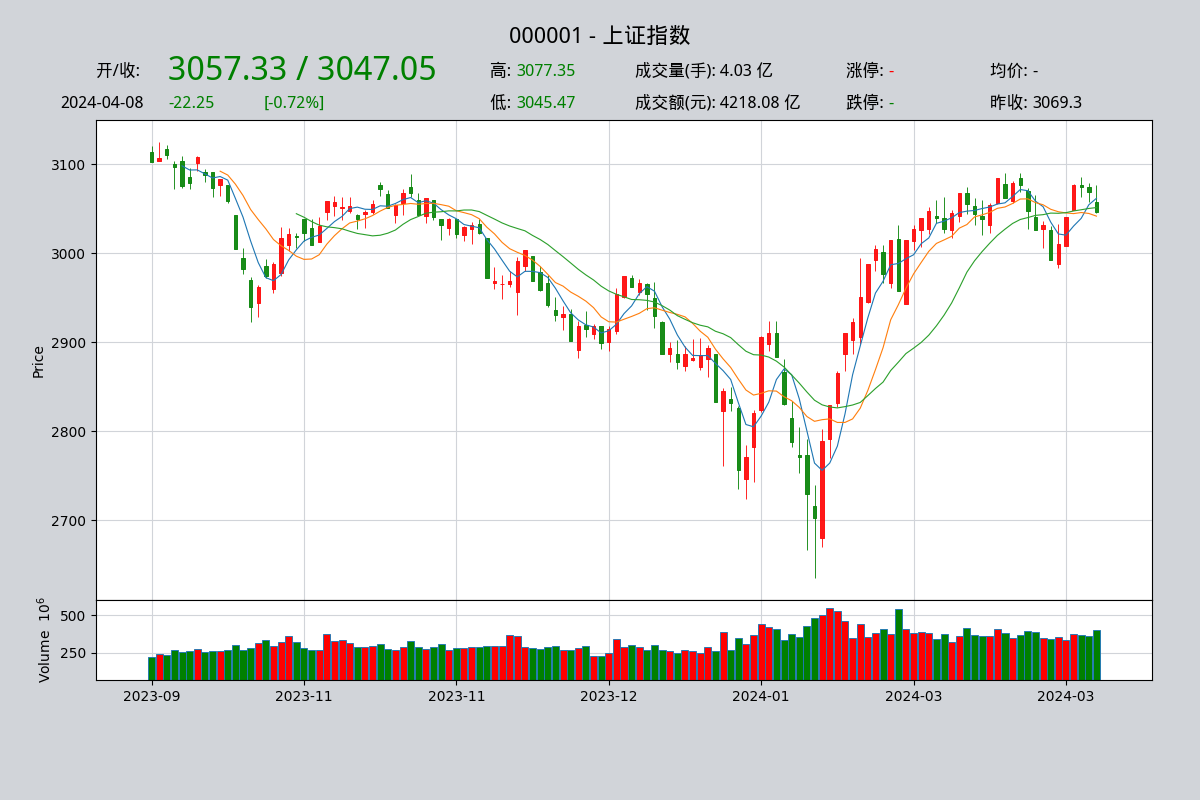 000001 - 上证指数
开/收: 3057.33 / 3047.05 高: 3077.35 成交量(手): 4.03 亿 涨停: - 均价: -
2024-04-08 -22.25 [-0.72%] 低: 3045.47 成交额(元): 4218.08 亿 跌停: - 昨收: 3069.3
3100
3000
2900
2800
2700
Price
500
250
Volume 10⁶
2023-09 2023-11 2023-11 2023-12 2024-01 2024-03 2024-03